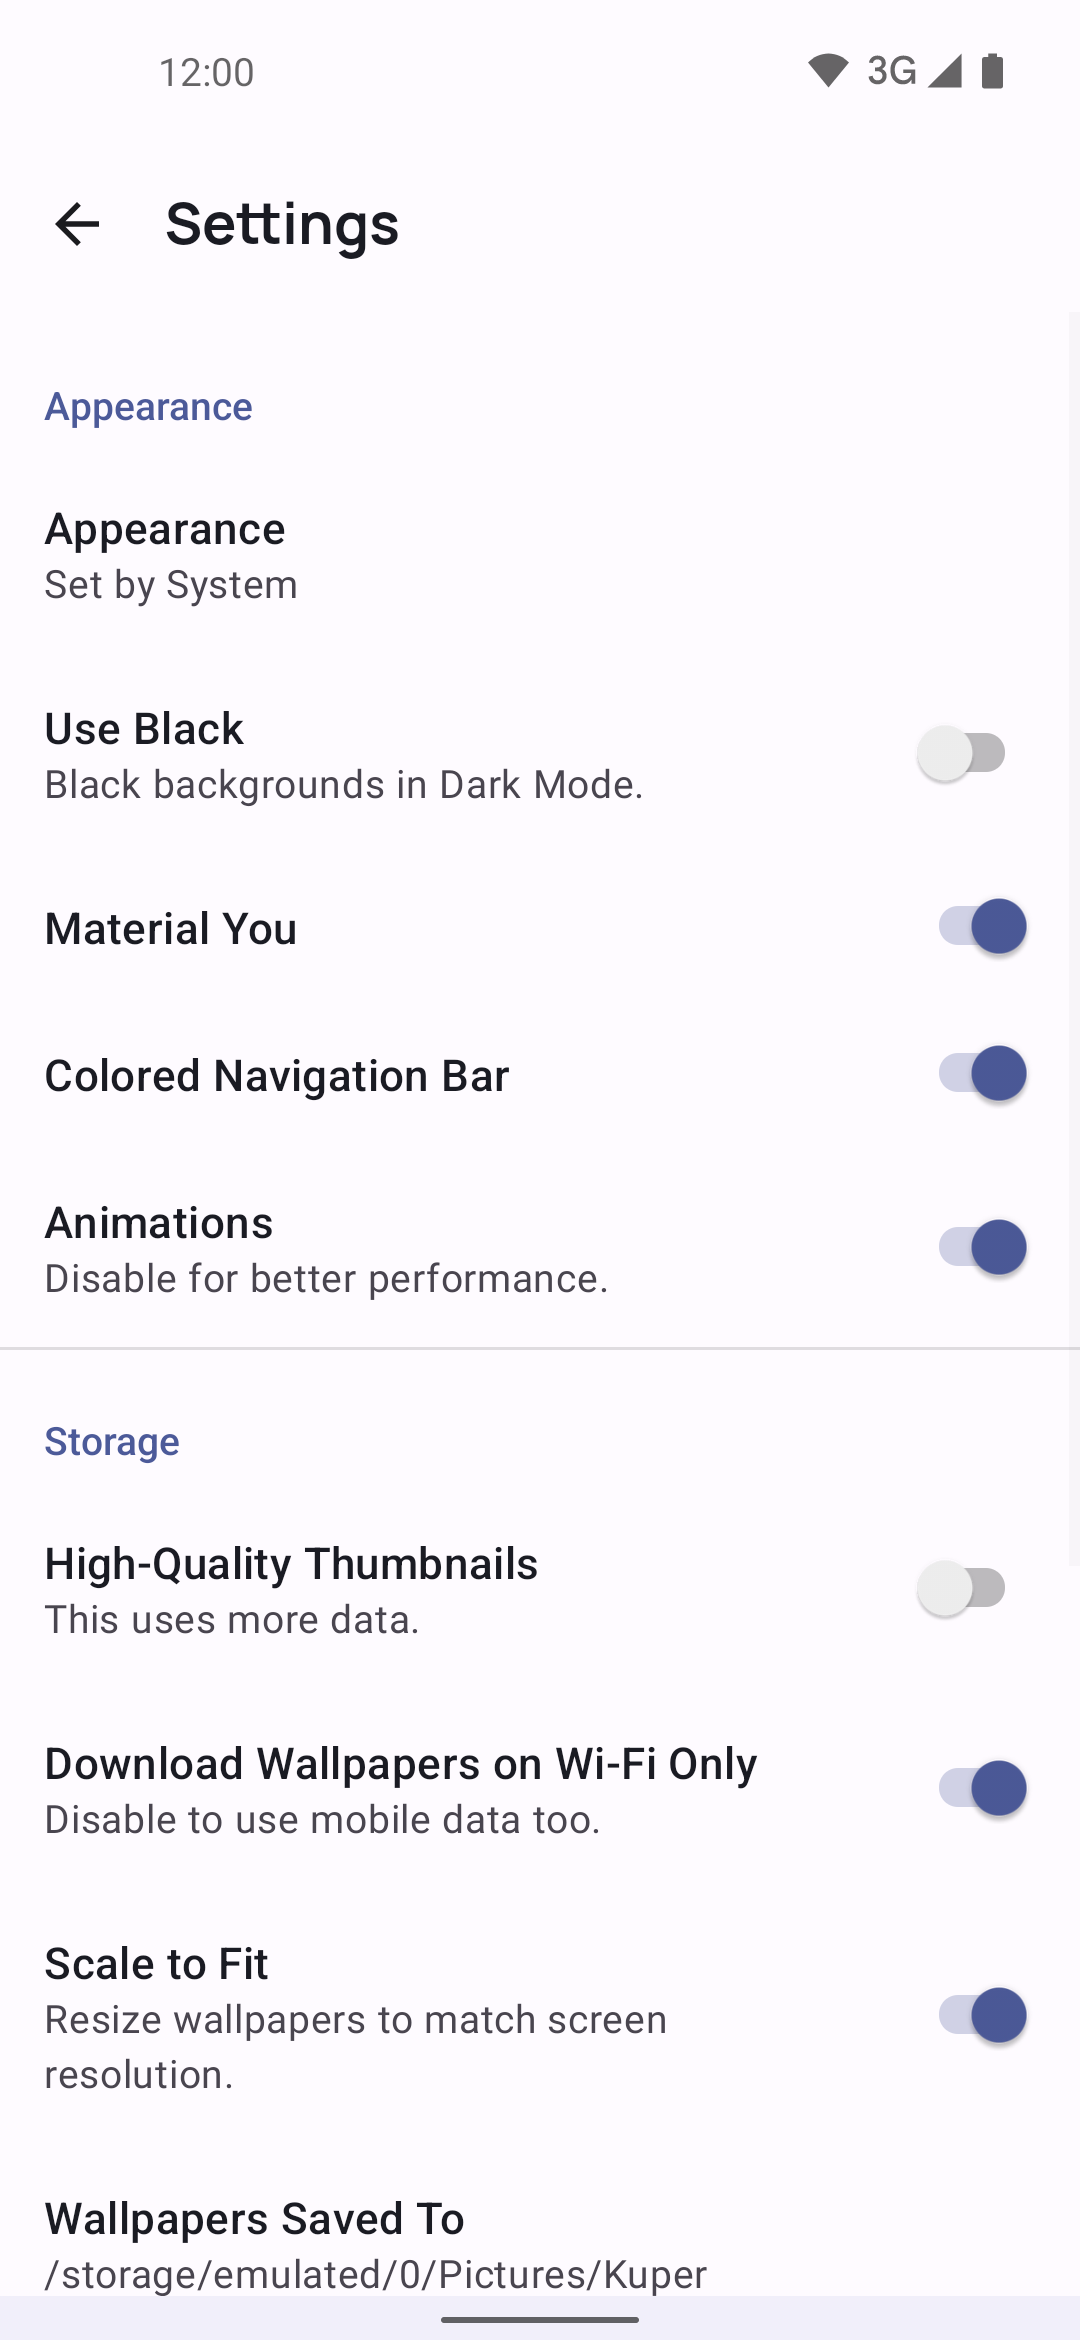 12:00
3G
Settings
Appearance
Appearance
Set by System
Use Black
Black backgrounds in Dark Mode.
Material You
Colored Navigation Bar
Animations
Disable for better performance.
Storage
High-Quality Thumbnails
This uses more data.
Download Wallpapers on Wi-Fi Only
Disable to use mobile data too.
Scale to Fit
Resize wallpapers to match screen
resolution.
Wallpapers Saved To
/storage/emulated/0/Pictures/Kuper